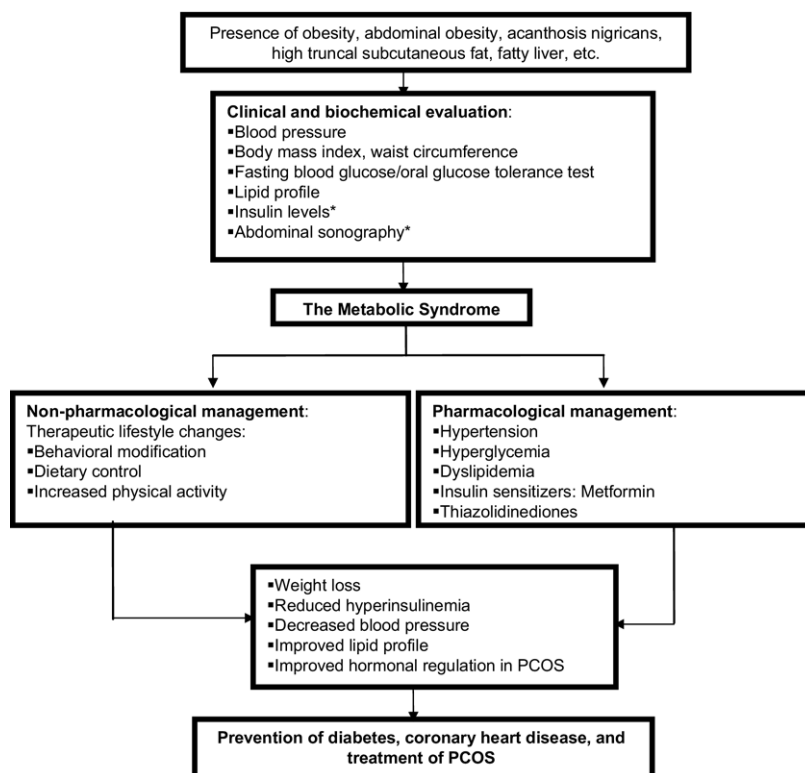 Presence of obesity, abdominal obesity, acanthosis nigricans,
high truncal subcutaneous fat, fatty liver, etc.
Clinical and biochemical evaluation:
▪Blood pressure
▪Body mass index, waist circumference
▪Fasting blood glucose/oral glucose tolerance test
▪Lipid profile
▪Insulin levels*
▪Abdominal sonography*
The Metabolic Syndrome
Non-pharmacological management:
Therapeutic lifestyle changes:
▪Behavioral modification
▪Dietary control
▪Increased physical activity
Pharmacological management:
▪Hypertension
▪Hyperglycemia
▪Dyslipidemia
▪Insulin sensitizers: Metformin
▪Thiazolidinediones
▪Weight loss
▪Reduced hyperinsulinemia
▪Decreased blood pressure
▪Improved lipid profile
▪Improved hormonal regulation in PCOS
Prevention of diabetes, coronary heart disease, and
treatment of PCOS